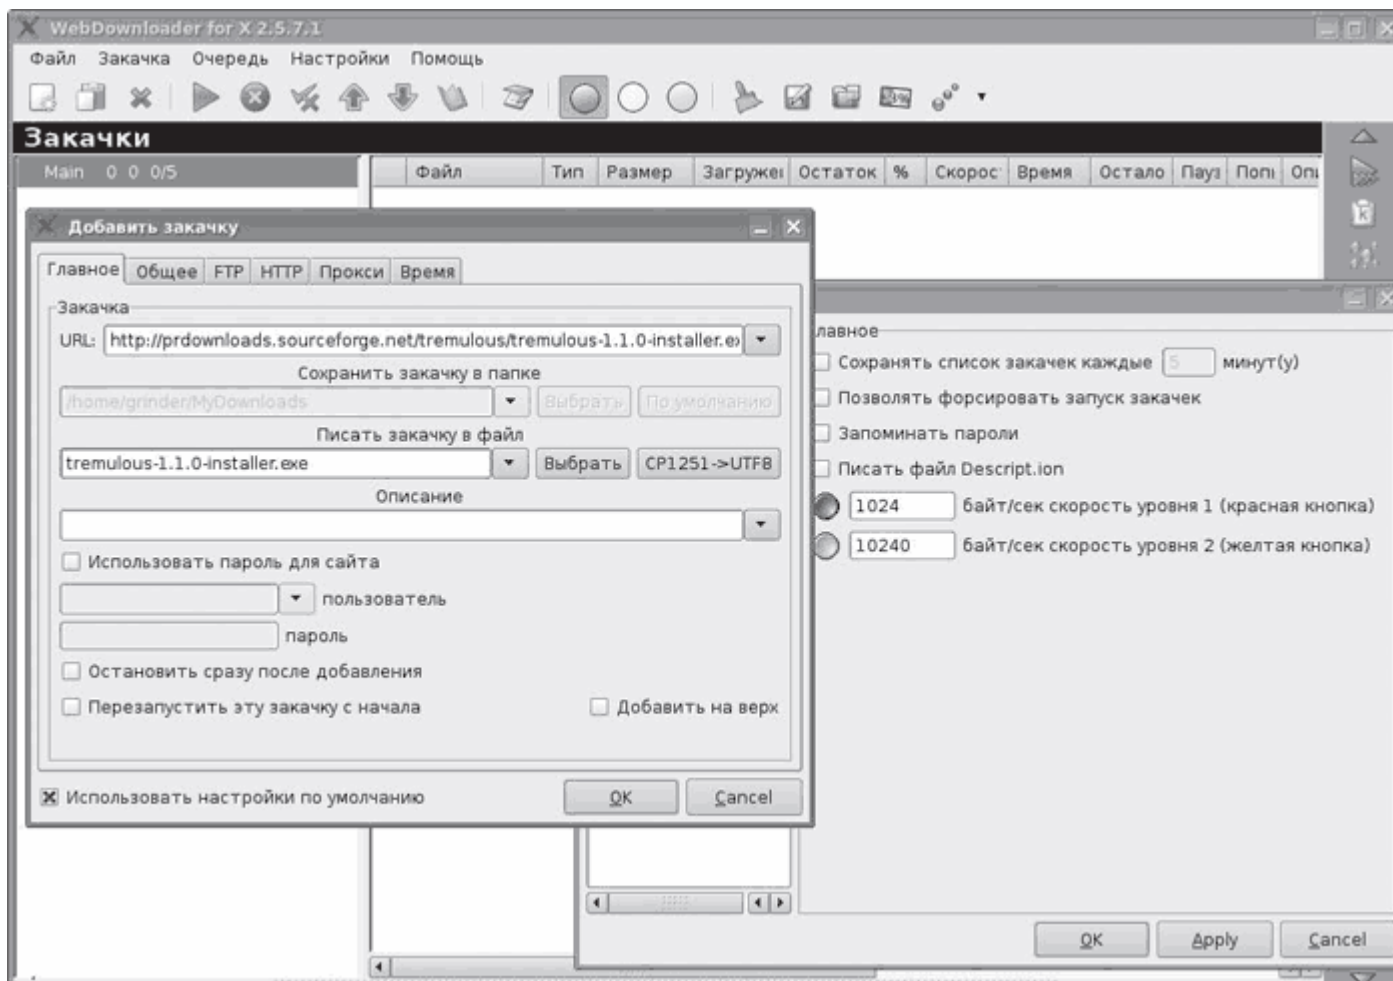 WebDownloader for X 2.5.7.1
Файл Закачка Очередь Настройки Помощь
Закачки
Main 0 0 0/5
Файл Тип Размер Загружен Остаток % Скорос Время Остало Пауз Попы Опи
Добавить закачку
Главное Общее FTP HTTP Прокси Время
Закачка
URL: http://prdownloads.sourceforge.net/tremulous/tremulous-1.1.0-installer.ex
Сохранить закачку в папке
/home/grinder/MyDownloads Выбрать По умолчанию
Писать закачку в файл
tremulous-1.1.0-installer.exe Выбрать CP1251->UTF8
Описание
Использовать пароль для сайта
пользователь
пароль
Остановить сразу после добавления
Перезапустить эту закачку с начала Добавить на верх
Использовать настройки по умолчанию OK Cancel
лавное
Сохранять список закачек каждые 5 минут(у)
Позволять форсировать запуск закачек
Запоминать пароли
Писать файл Descript.ion
1024 байт/сек скорость уровня 1 (красная кнопка)
10240 байт/сек скорость уровня 2 (желтая кнопка)
OK Apply Cancel